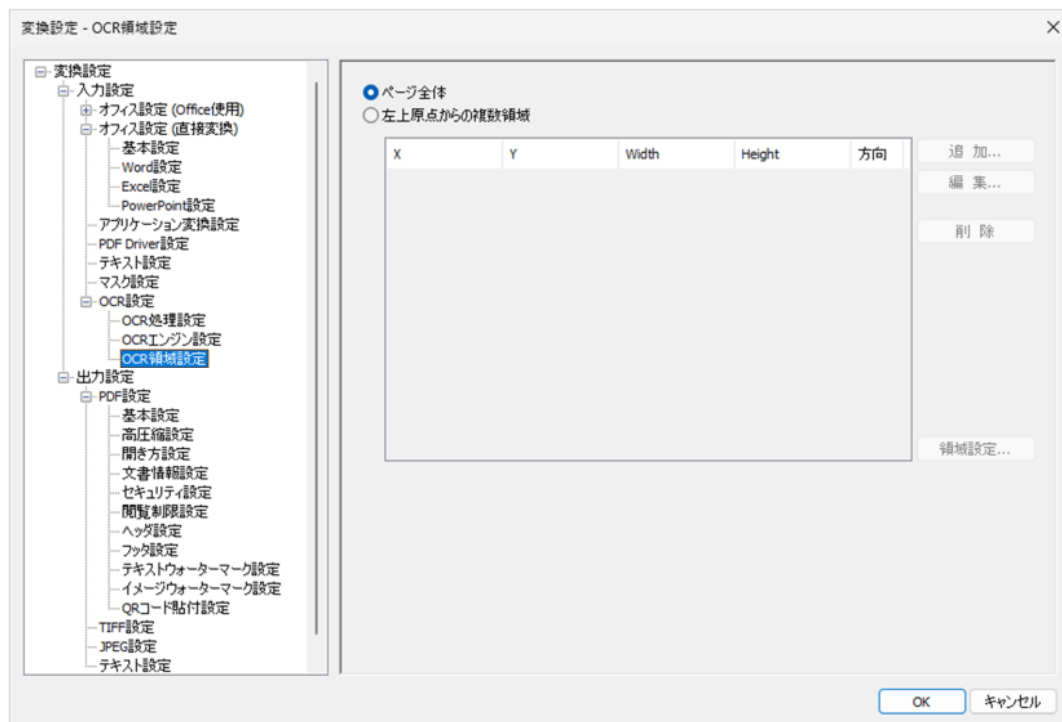 変換設定 - OCR領域設定
変換設定
入力設定
オフィス設定 (Office使用)
オフィス設定 (直接変換)
基本設定
Word設定
Excel設定
PowerPoint設定
アプリケーション変換設定
PDF Driver設定
テキスト設定
マスク設定
OCR設定
OCR処理設定
OCRエンジン設定
OCR領域設定
出力設定
PDF設定
基本設定
高圧縮設定
開き方設定
文書情報設定
セキュリティ設定
閲覧制限設定
ヘッダ設定
フッタ設定
テキストウォーターマーク設定
イメージウォーターマーク設定
QRコード貼付設定
TIFF設定
JPEG設定
テキスト設定
ページ全体
左上原点からの複数領域
X Y Width Height 方向
追 加...
編 集...
削 除
領域設定...
OK キャンセル